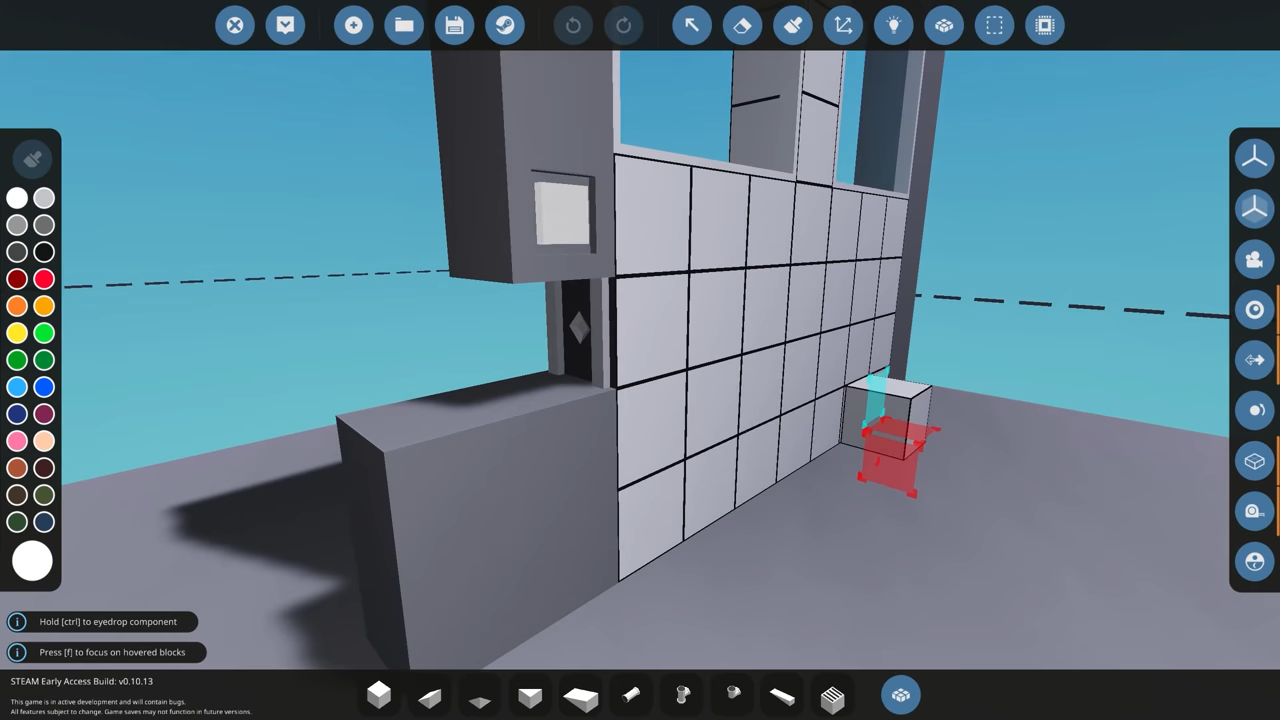 Hold [ctrl] to eyedrop component
Press [f] to focus on hovered blocks
STEAM Early Access Build: v0.10.13
This game is in active development and will contain bugs.
All features subject to change. Game saves may not function in future versions.